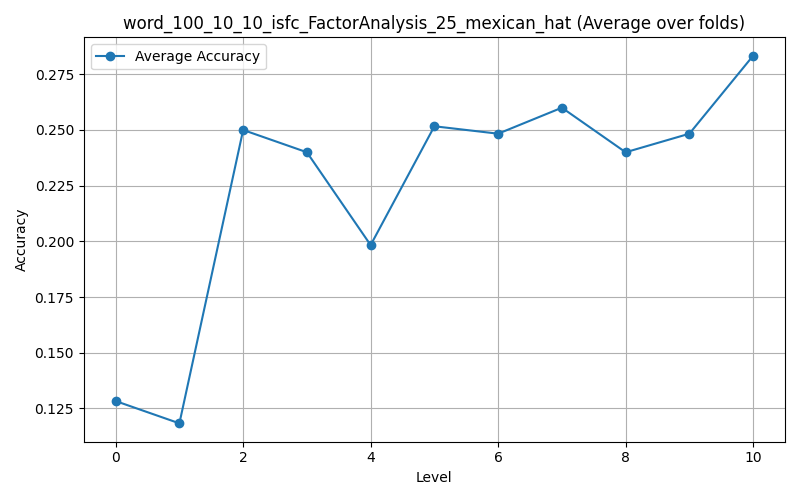 word_100_10_10_isfc_FactorAnalysis_25_mexican_hat (Average over folds)
Average Accuracy
0.275
0.250
0.225
0.200
0.175
0.150
0.125
Accuracy
0 2 4 6 8 10
Level